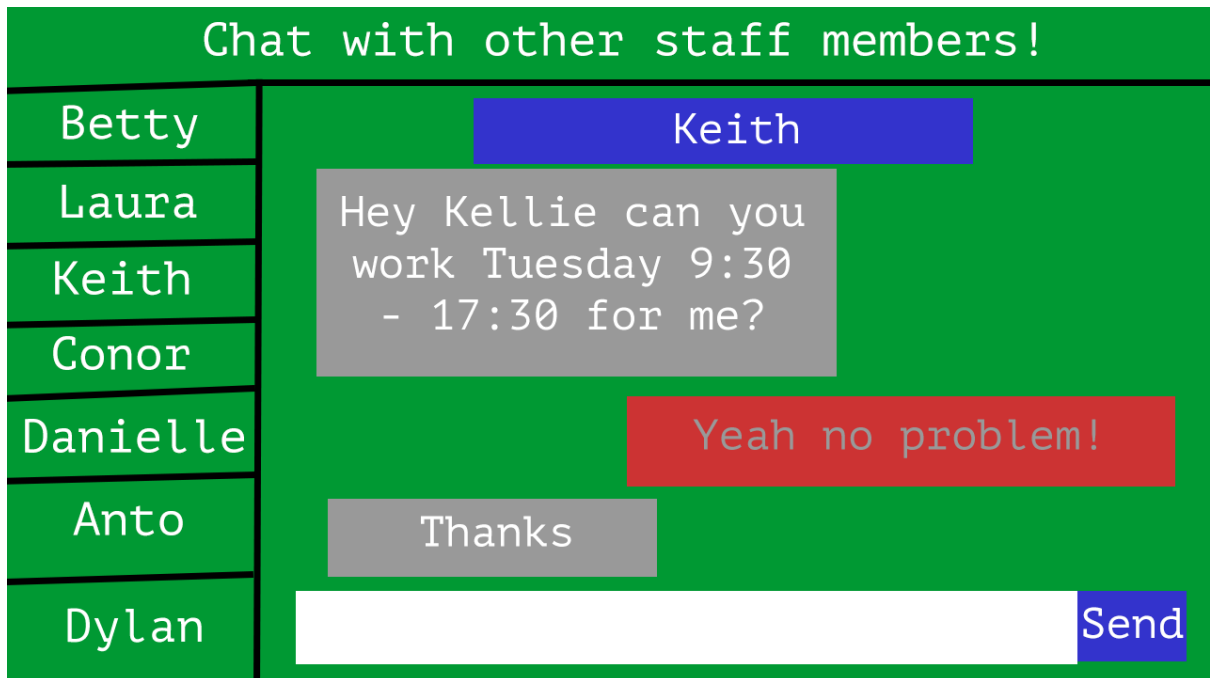 Chat with other staff members!
Betty
Laura
Keith
Conor
Danielle
Anto
Dylan
Keith
Hey Kellie can you
work Tuesday 9:30
- 17:30 for me?
Yeah no problem!
Thanks
Send